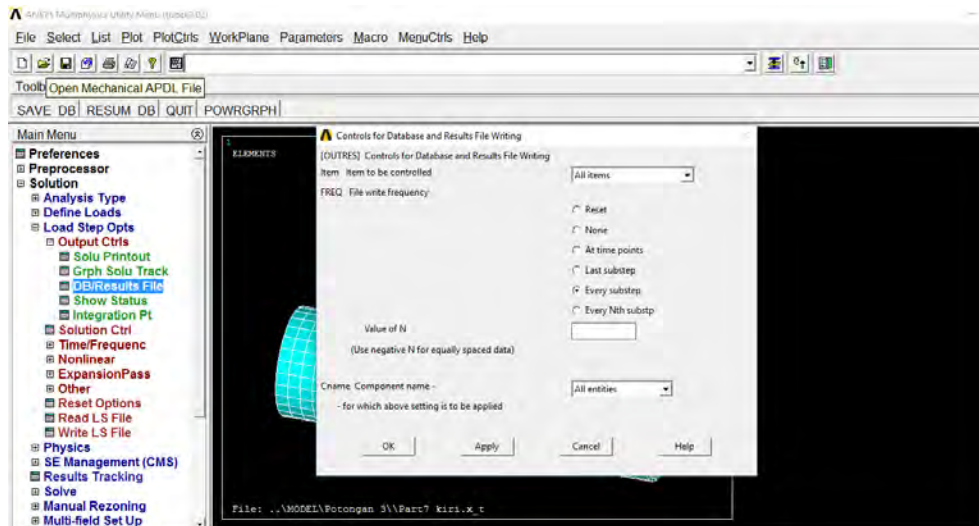 File Select List Plot PlotCtrls WorkPlane Parameters Macro MenuCtrls Help
Toolb Open Mechanical APDL File
SAVE_DB RESUM_DB QUIT POWRGRPH
Main Menu
Preferences
Preprocessor
Solution
Analysis Type
Define Loads
Load Step Opts
Output Ctrls
Solu Printout
Grph Solu Track
DB/Results File
Show Status
Integration Pt
Solution Ctrl
Time/Frequenc
Nonlinear
ExpansionPass
Other
Reset Options
Read LS File
Write LS File
Physics
SE Management (CMS)
Results Tracking
Solve
Manual Rezoning
Multi-field Set Up
1
ELEMENTS
Controls for Database and Results File Writing
[OUTRES] Controls for Database and Results File Writing
Item Item to be controlled
All items
FREQ File write frequency
Reset
None
At time points
Last substep
Every substep
Every Nth substp
Value of N
(Use negative N for equally spaced data)
Cname Component name -
All entities
- for which above setting is to be applied
OK Apply Cancel Help
File: ..\MODEL\Potongan 3\\Part7 kiri.x_t